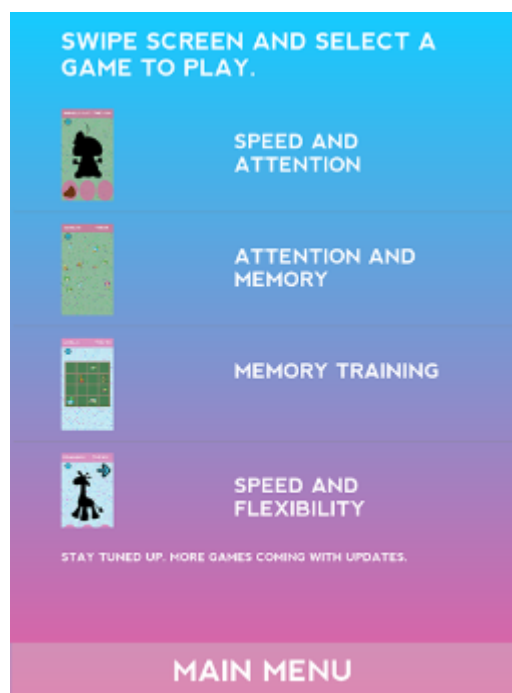 SWIPE SCREEN AND SELECT A
GAME TO PLAY.
SPEED AND
ATTENTION
ATTENTION AND
MEMORY
MEMORY TRAINING
SPEED AND
FLEXIBILITY
STAY TUNED UP. MORE GAMES COMING WITH UPDATES.
MAIN MENU